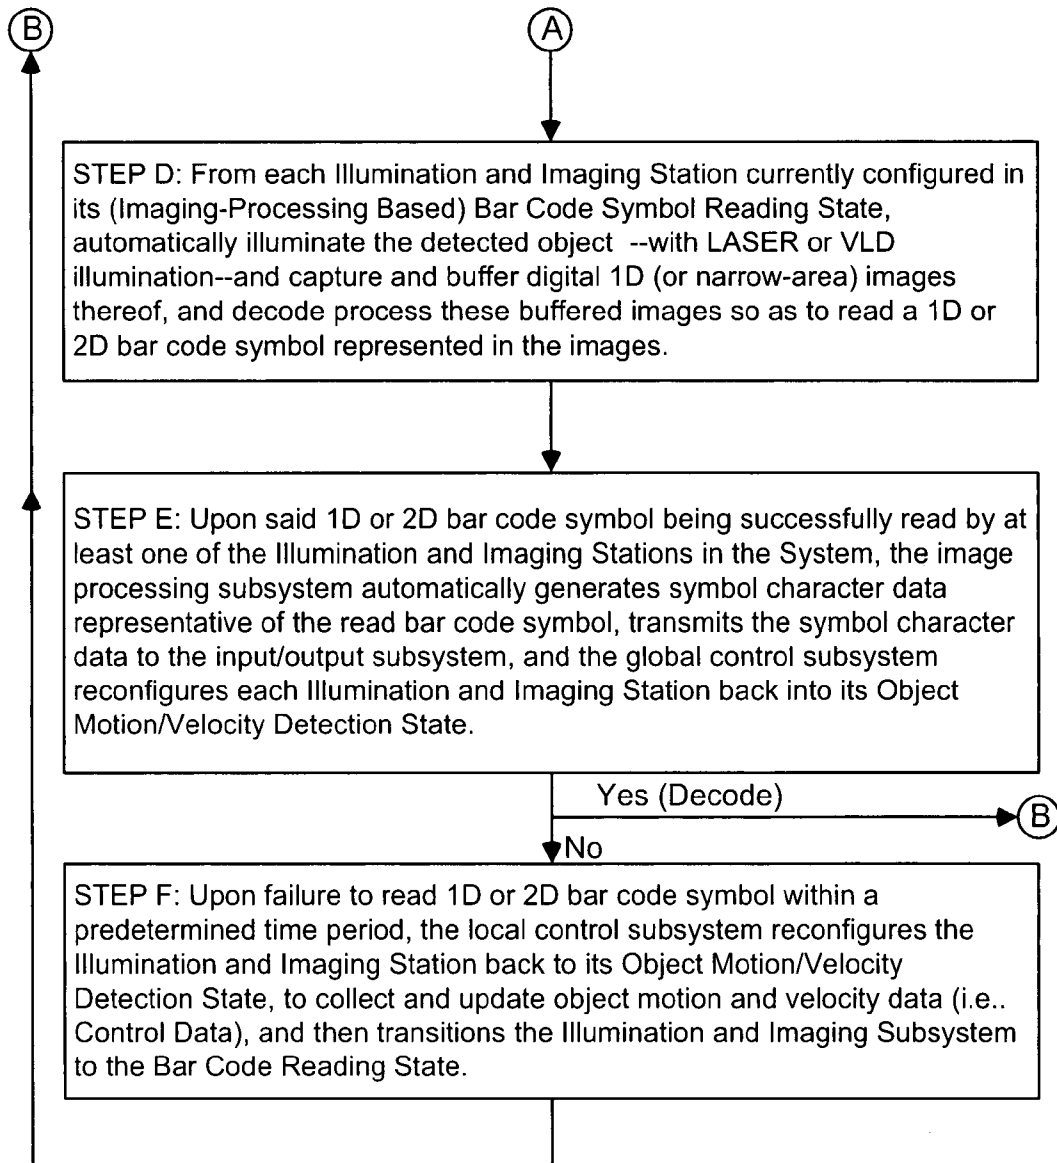 B
A
STEP D: From each Illumination and Imaging Station currently configured in
its (Imaging-Processing Based) Bar Code Symbol Reading State,
automatically illuminate the detected object --with LASER or VLD
illumination--and capture and buffer digital 1D (or narrow-area) images
thereof, and decode process these buffered images so as to read a 1D or
2D bar code symbol represented in the images.
STEP E: Upon said 1D or 2D bar code symbol being successfully read by at
least one of the Illumination and Imaging Stations in the System, the image
processing subsystem automatically generates symbol character data
representative of the read bar code symbol, transmits the symbol character
data to the input/output subsystem, and the global control subsystem
reconfigures each Illumination and Imaging Station back into its Object
Motion/Velocity Detection State.
Yes (Decode)
B
No
STEP F: Upon failure to read 1D or 2D bar code symbol within a
predetermined time period, the local control subsystem reconfigures the
Illumination and Imaging Station back to its Object Motion/Velocity
Detection State, to collect and update object motion and velocity data (i.e..
Control Data), and then transitions the Illumination and Imaging Subsystem
to the Bar Code Reading State.